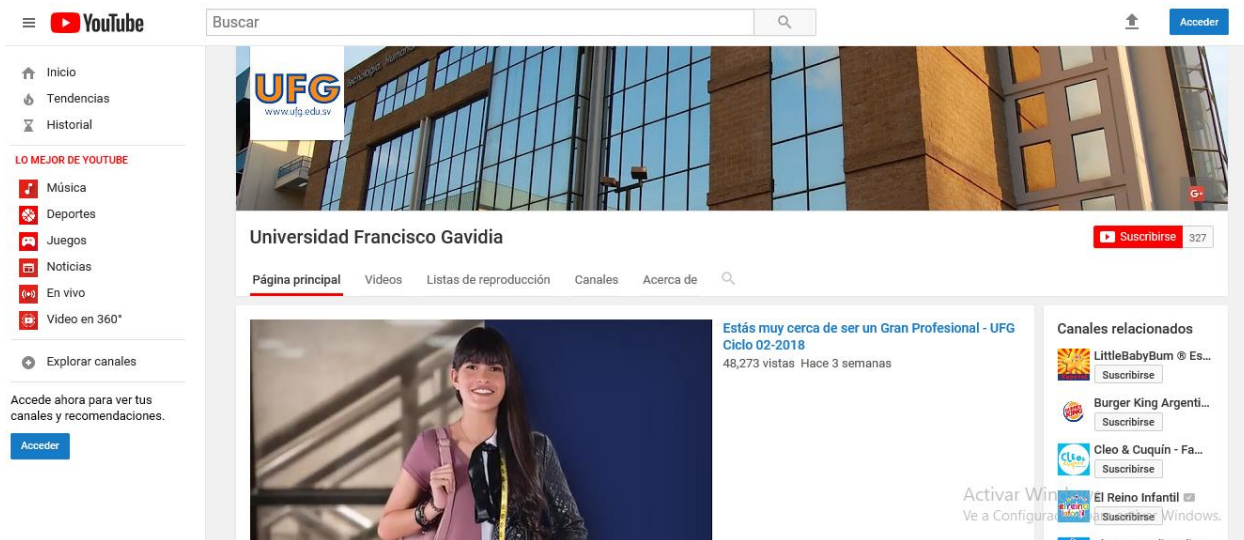 YouTube
Buscar
Acceder
Inicio
Tendencias
Historial
LO MEJOR DE YOUTUBE
Música
Deportes
Juegos
Noticias
En vivo
Video en 360°
Explorar canales
Accede ahora para ver tus
canales y recomendaciones.
Acceder
UFG
www.ufg.edu.sv
G+
Universidad Francisco Gavidia
Suscribirse 327
Página principal Videos Listas de reproducción Canales Acerca de
Estás muy cerca de ser un Gran Profesional - UFG
Ciclo 02-2018
48,273 vistas Hace 3 semanas
Canales relacionados
LittleBabyBum ® Es...
Suscribirse
Burger King Argenti...
Suscribirse
Cleo & Cuquín - Fa...
Suscribirse
El Reino Infantil
Suscribirse
Activar Win
Ve a Configura Windows.